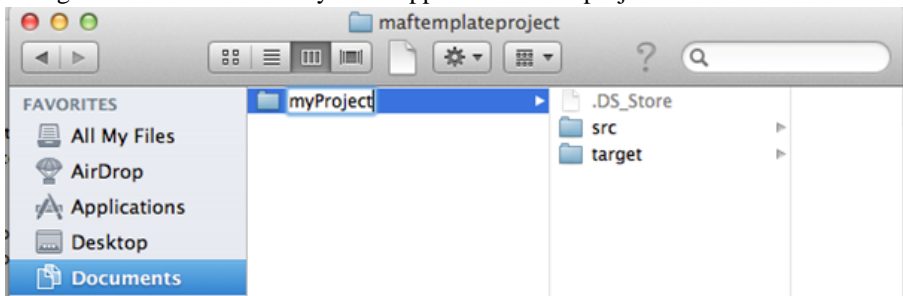 maftemplateproject
?
FAVORITES
All My Files
AirDrop
Applications
Desktop
Documents
myProject
.DS_Store
src
target